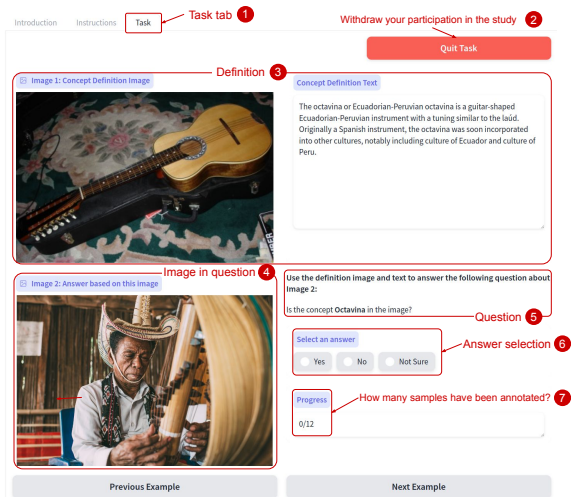 Introduction
Instructions
Task
Task tab 1
Withdraw your participation in the study 2
Quit Task
Definition 3
Image 1: Concept Definition Image
Concept Definition Text
The octavina or Ecuadorian-Peruvian octavina is a guitar-shaped
Ecuadorian-Peruvian instrument with a tuning similar to the laúd.
Originally a Spanish instrument, the octavina was soon incorporated
into other cultures, notably including culture of Ecuador and culture of
Peru.
Image in question 4
Image 2: Answer based on this image
Use the definition image and text to answer the following question about
Image 2:
Is the concept Octavina in the image?
Question 5
Select an answer
Yes
No
Not Sure
Answer selection 6
Progress
0/12
How many samples have been annotated? 7
Previous Example
Next Example